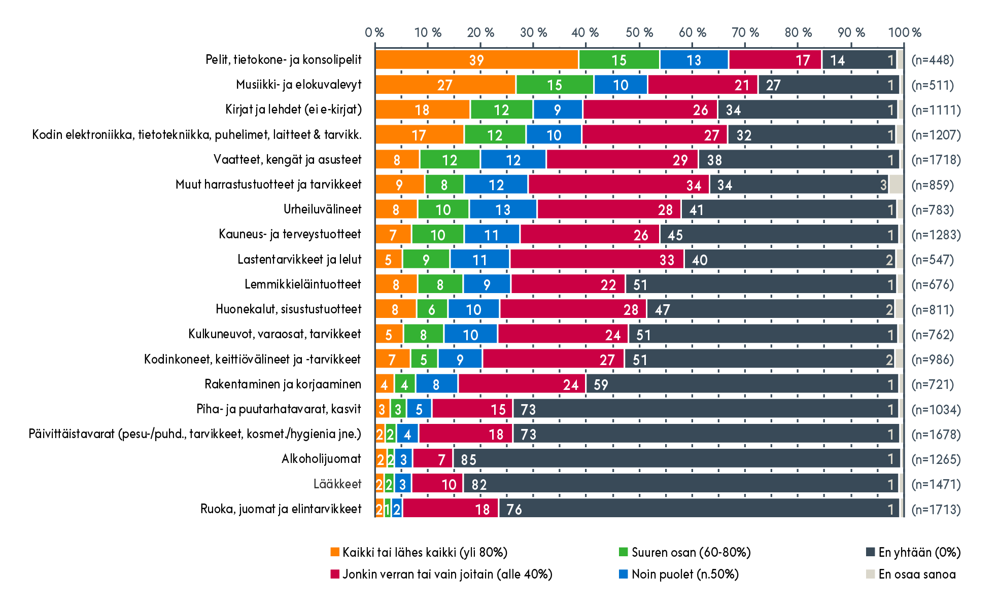 0 % 10 % 20 % 30 % 40 % 50 % 60 % 70 % 80 % 90 % 100 %
Pelit, tietokone- ja konsolipelit 39 15 13 17 14 1 (n=448)
Musiikki- ja elokuvalevyt 27 15 10 21 27 1 (n=511)
Kirjat ja lehdet (ei e-kirjat) 18 12 9 26 34 1 (n=1111)
Kodin elektroniikka, tietotekniikka, puhelimet, laitteet & tarvikk. 17 12 10 27 32 1 (n=1207)
Vaatteet, kengät ja asusteet 8 12 12 29 38 1 (n=1718)
Muut harrastustuotteet ja tarvikkeet 9 8 12 34 34 3 (n=859)
Urheiluvälineet 8 10 13 28 41 1 (n=783)
Kauneus- ja terveystuotteet 7 10 11 26 45 1 (n=1283)
Lastentarvikkeet ja lelut 5 9 11 33 40 2 (n=547)
Lemmikkieläintuotteet 8 8 9 22 51 1 (n=676)
Huonekalut, sisustustuotteet 8 6 10 28 47 2 (n=811)
Kulkuneuvot, varaosat, tarvikkeet 5 8 10 24 51 1 (n=762)
Kodinkoneet, keittiövälineet ja -tarvikkeet 7 5 9 27 51 2 (n=986)
Rakentaminen ja korjaaminen 4 4 8 24 59 1 (n=721)
Piha- ja puutarhatavarat, kasvit 3 3 5 15 73 1 (n=1034)
Päivittäistavarat (pesu-/puhd., tarvikkeet, kosmet./hygienia jne.) 2 2 4 18 73 1 (n=1678)
Alkoholijuomat 2 2 3 7 85 1 (n=1265)
Lääkkeet 2 2 3 10 82 1 (n=1471)
Ruoka, juomat ja elintarvikkeet 2 1 2 18 76 1 (n=1713)
Kaikki tai lähes kaikki (yli 80%) Suuren osan (60-80%) En yhtään (0%)
Jonkin verran tai vain joitain (alle 40%) Noin puolet (n.50%) En osaa sanoa